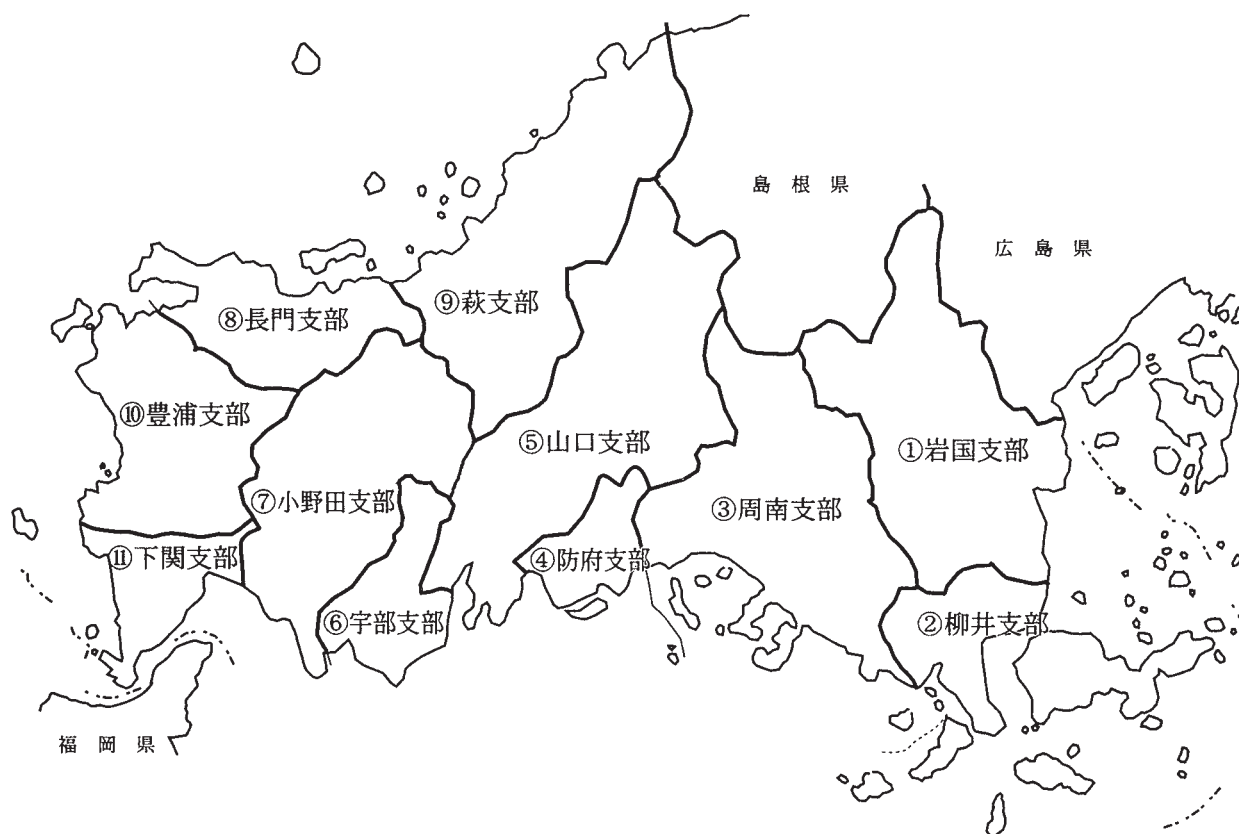 島根県
広島県
⑨萩支部
⑧長門支部
⑩豊浦支部
⑤山口支部
①岩国支部
⑦小野田支部
③周南支部
⑪下関支部
④防府支部
⑥宇部支部
②柳井支部
福岡県